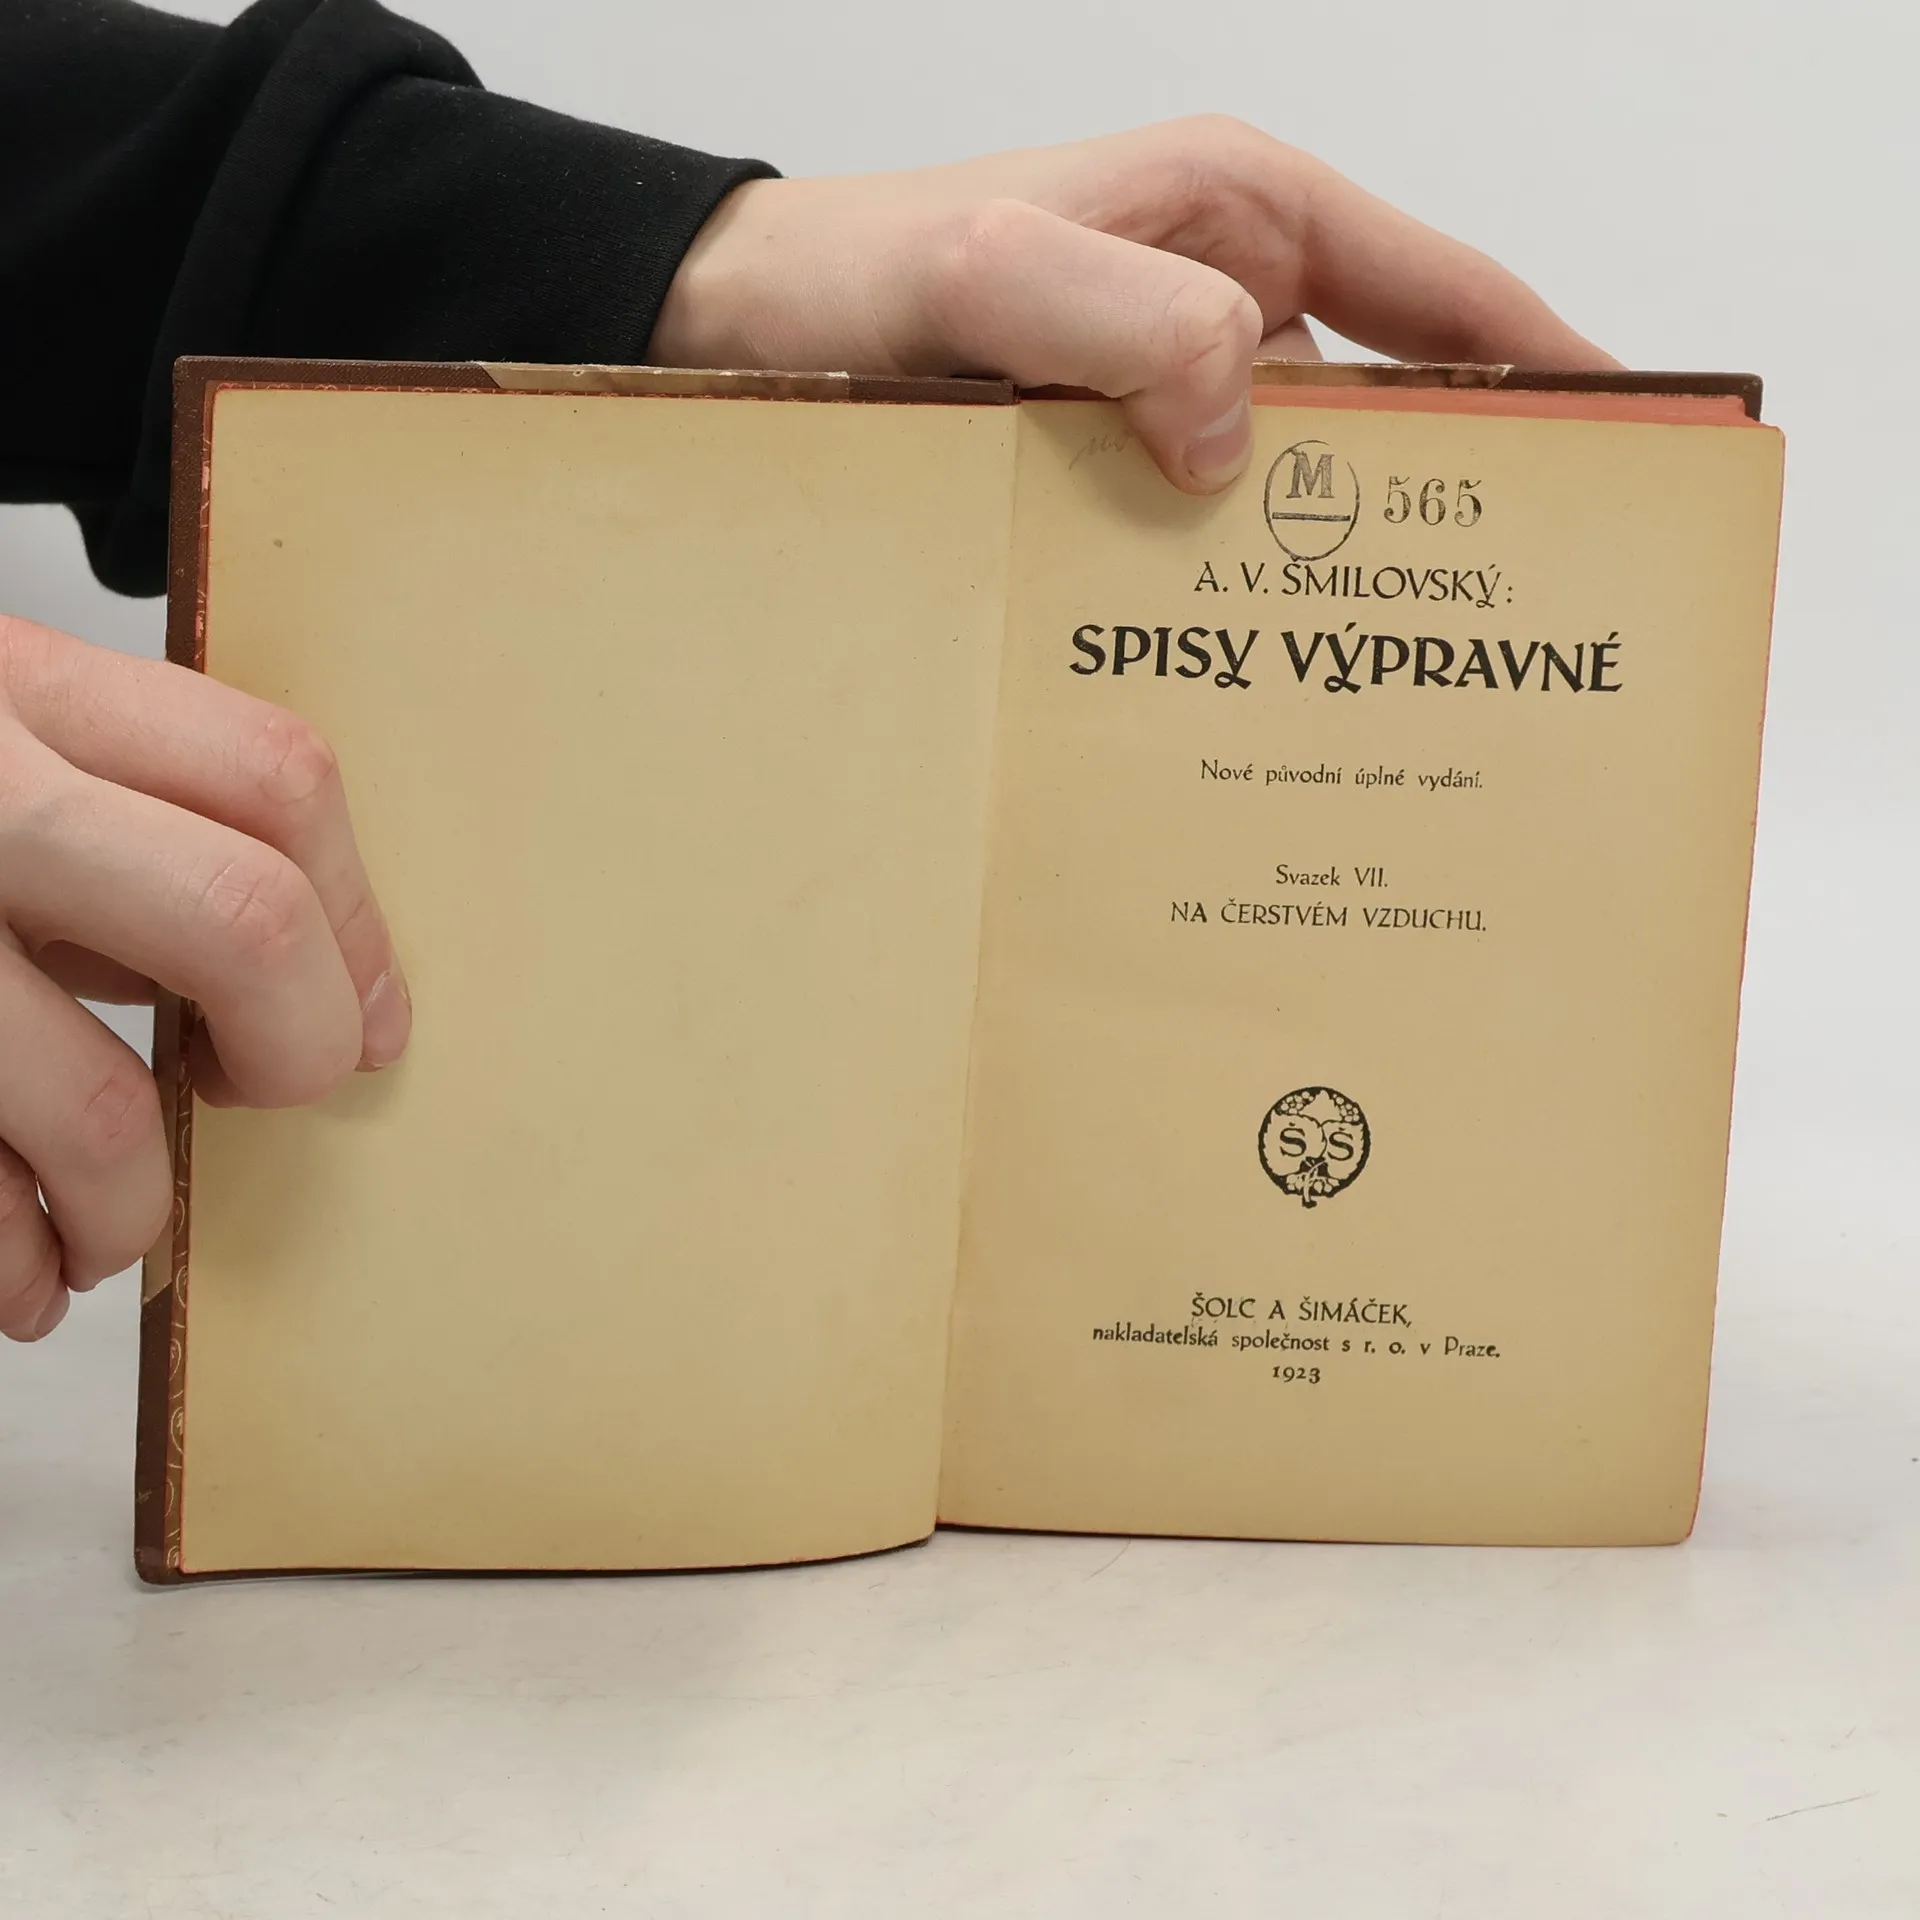 M 565
A. V. ŠMILOVSKÝ:
SPISY VÝPRAVNÉ
Nové původní úplné vydání.
Svazek VII.
NA ČERSTVÉM VZDUCHU.
Š Š
ŠOLC A ŠIMÁČEK,
nakladatelská společnost s r. o. v Praze.
1923